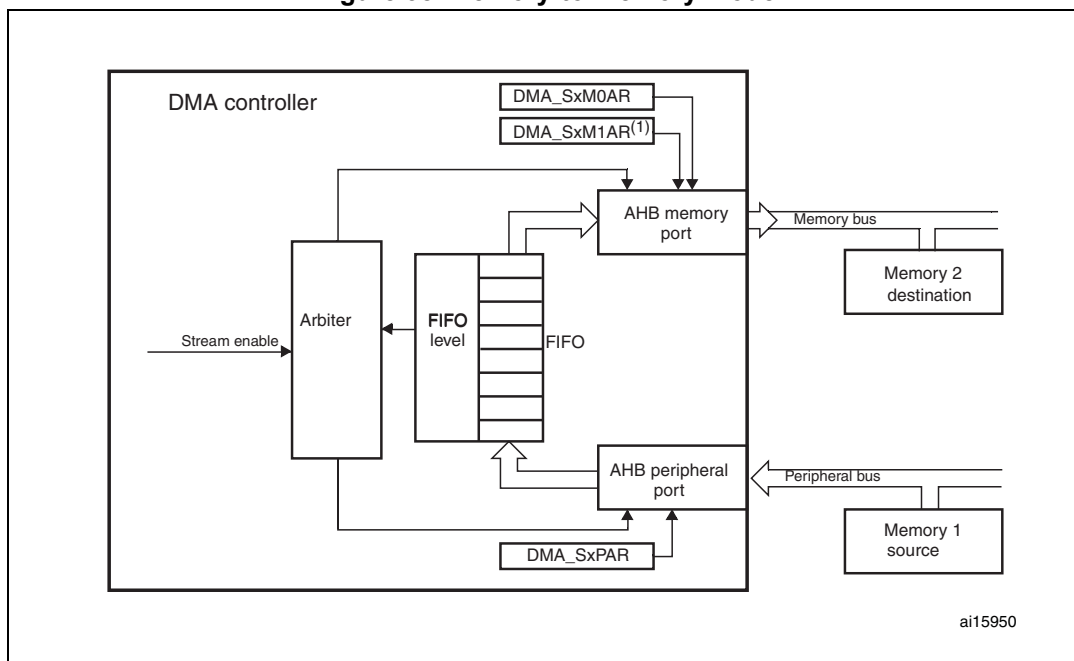 DMA controller
DMA_SxM0AR
DMA_SxM1AR(1)
AHB memory
port
Memory bus
Memory 2
destination
Arbiter
Stream enable
FIFO
level
FIFO
AHB peripheral
port
Peripheral bus
Memory 1
source
DMA_SxPAR
ai15950